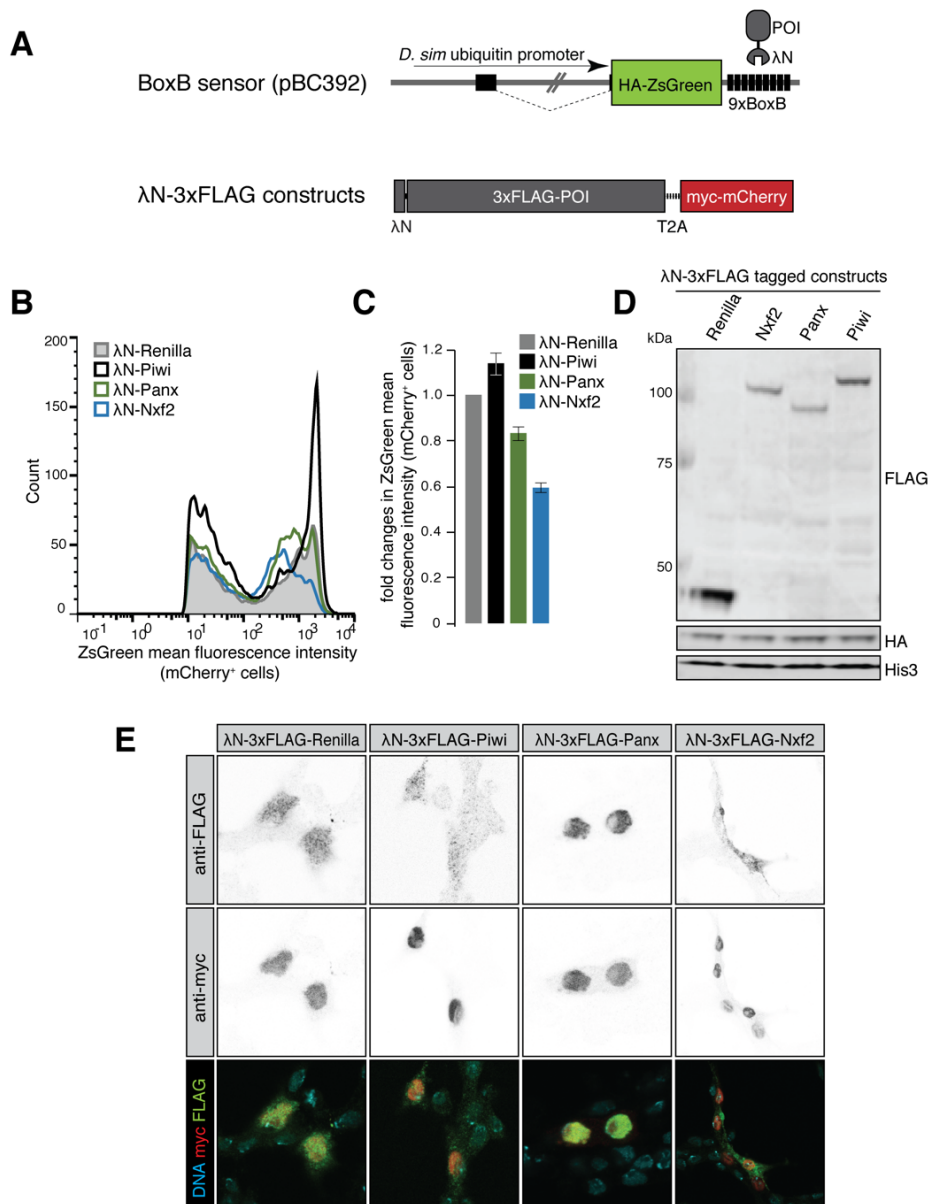 A
D. sim ubiquitin promoter
POI
λN
BoxB sensor (pBC392)
HA-ZsGreen
9xBoxB
λN-3xFLAG constructs
3xFLAG-POI
myc-mCherry
λN
T2A
B
λN-Renilla
λN-Piwi
λN-Panx
λN-Nxf2
200
150
100
50
0
Count
10-1
100
101
102
103
104
ZsGreen mean fluorescence intensity
(mCherry+ cells)
C
λN-Renilla
λN-Piwi
λN-Panx
λN-Nxf2
1.2
1.0
0.8
0.6
0.4
0.2
0
fold changes in ZsGreen mean
fluorescence intensity (mCherry+ cells)
D
λN-3xFLAG tagged constructs
Renilla
Nxf2
Panx
Piwi
kDa
100
75
50
FLAG
HA
His3
E
λN-3xFLAG-Renilla
λN-3xFLAG-Piwi
λN-3xFLAG-Panx
λN-3xFLAG-Nxf2
anti-FLAG
anti-myc
DNA myc FLAG